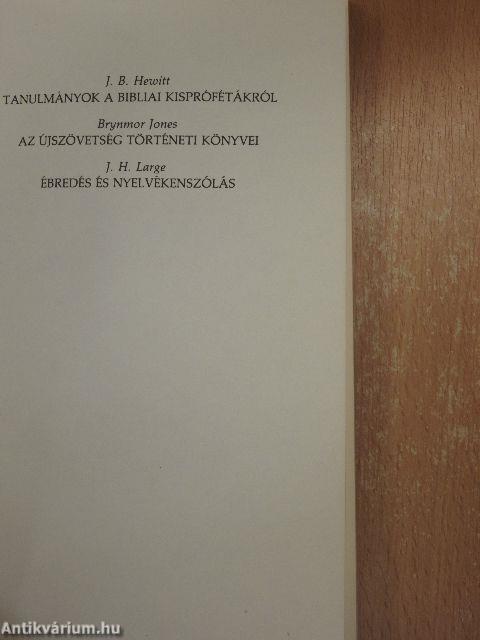 J. B. Hewitt
TANULMÁNYOK A BIBLIAI KISPRÓFÉTÁKRÓL
Brynmor Jones
AZ ÚJSZÖVETSÉG TÖRTÉNETI KÖNYVEI
J. H. Large
ÉBREDÉS ÉS NYELVEKENSZÓLÁS
Antikvárium.hu